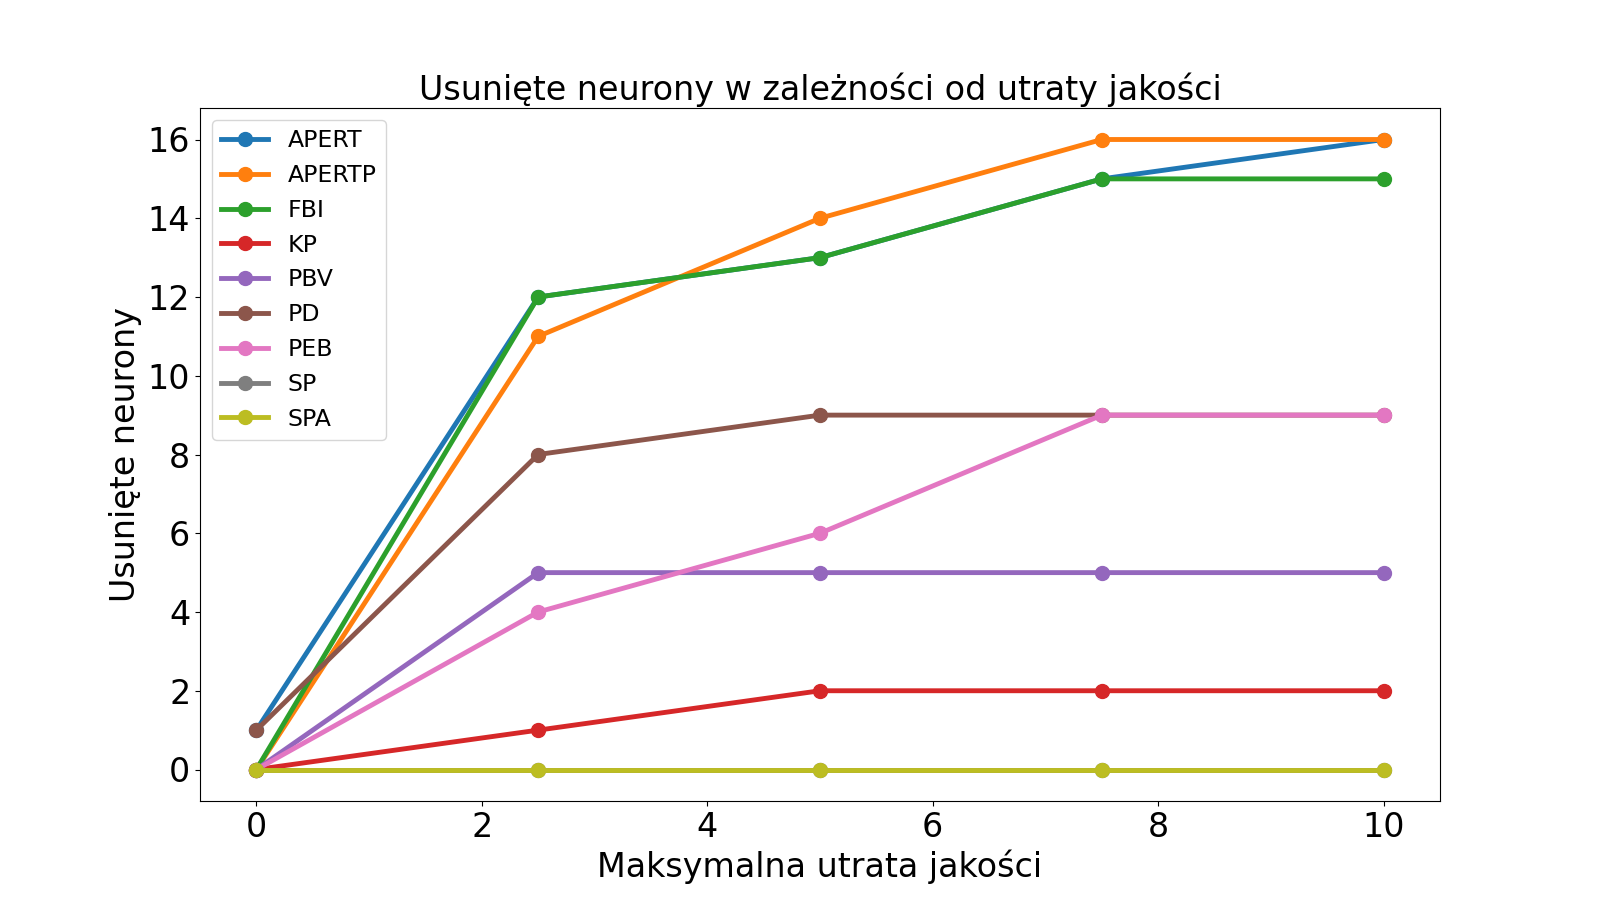 Usunięte neurony w zależności od utraty jakości
APERT
APERTP
FBI
KP
PBV
PD
PEB
SP
SPA
Usunięte neurony
16
14
12
10
8
6
4
2
0
0 2 4 6 8 10
Maksymalna utrata jakości